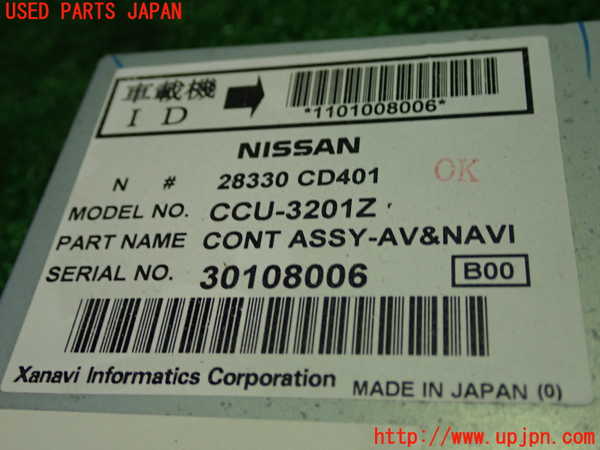 USED PARTS JAPAN
車載機
ID
*1101008006*
NISSAN
N # 28330 CD401
OK
MODEL NO. CCU-3201Z
PART NAME CONT ASSY-AV&NAVI
SERIAL NO. 30108006
B00
Xanavi Informatics Corporation
MADE IN JAPAN (0)
http://www.upjpn.com/